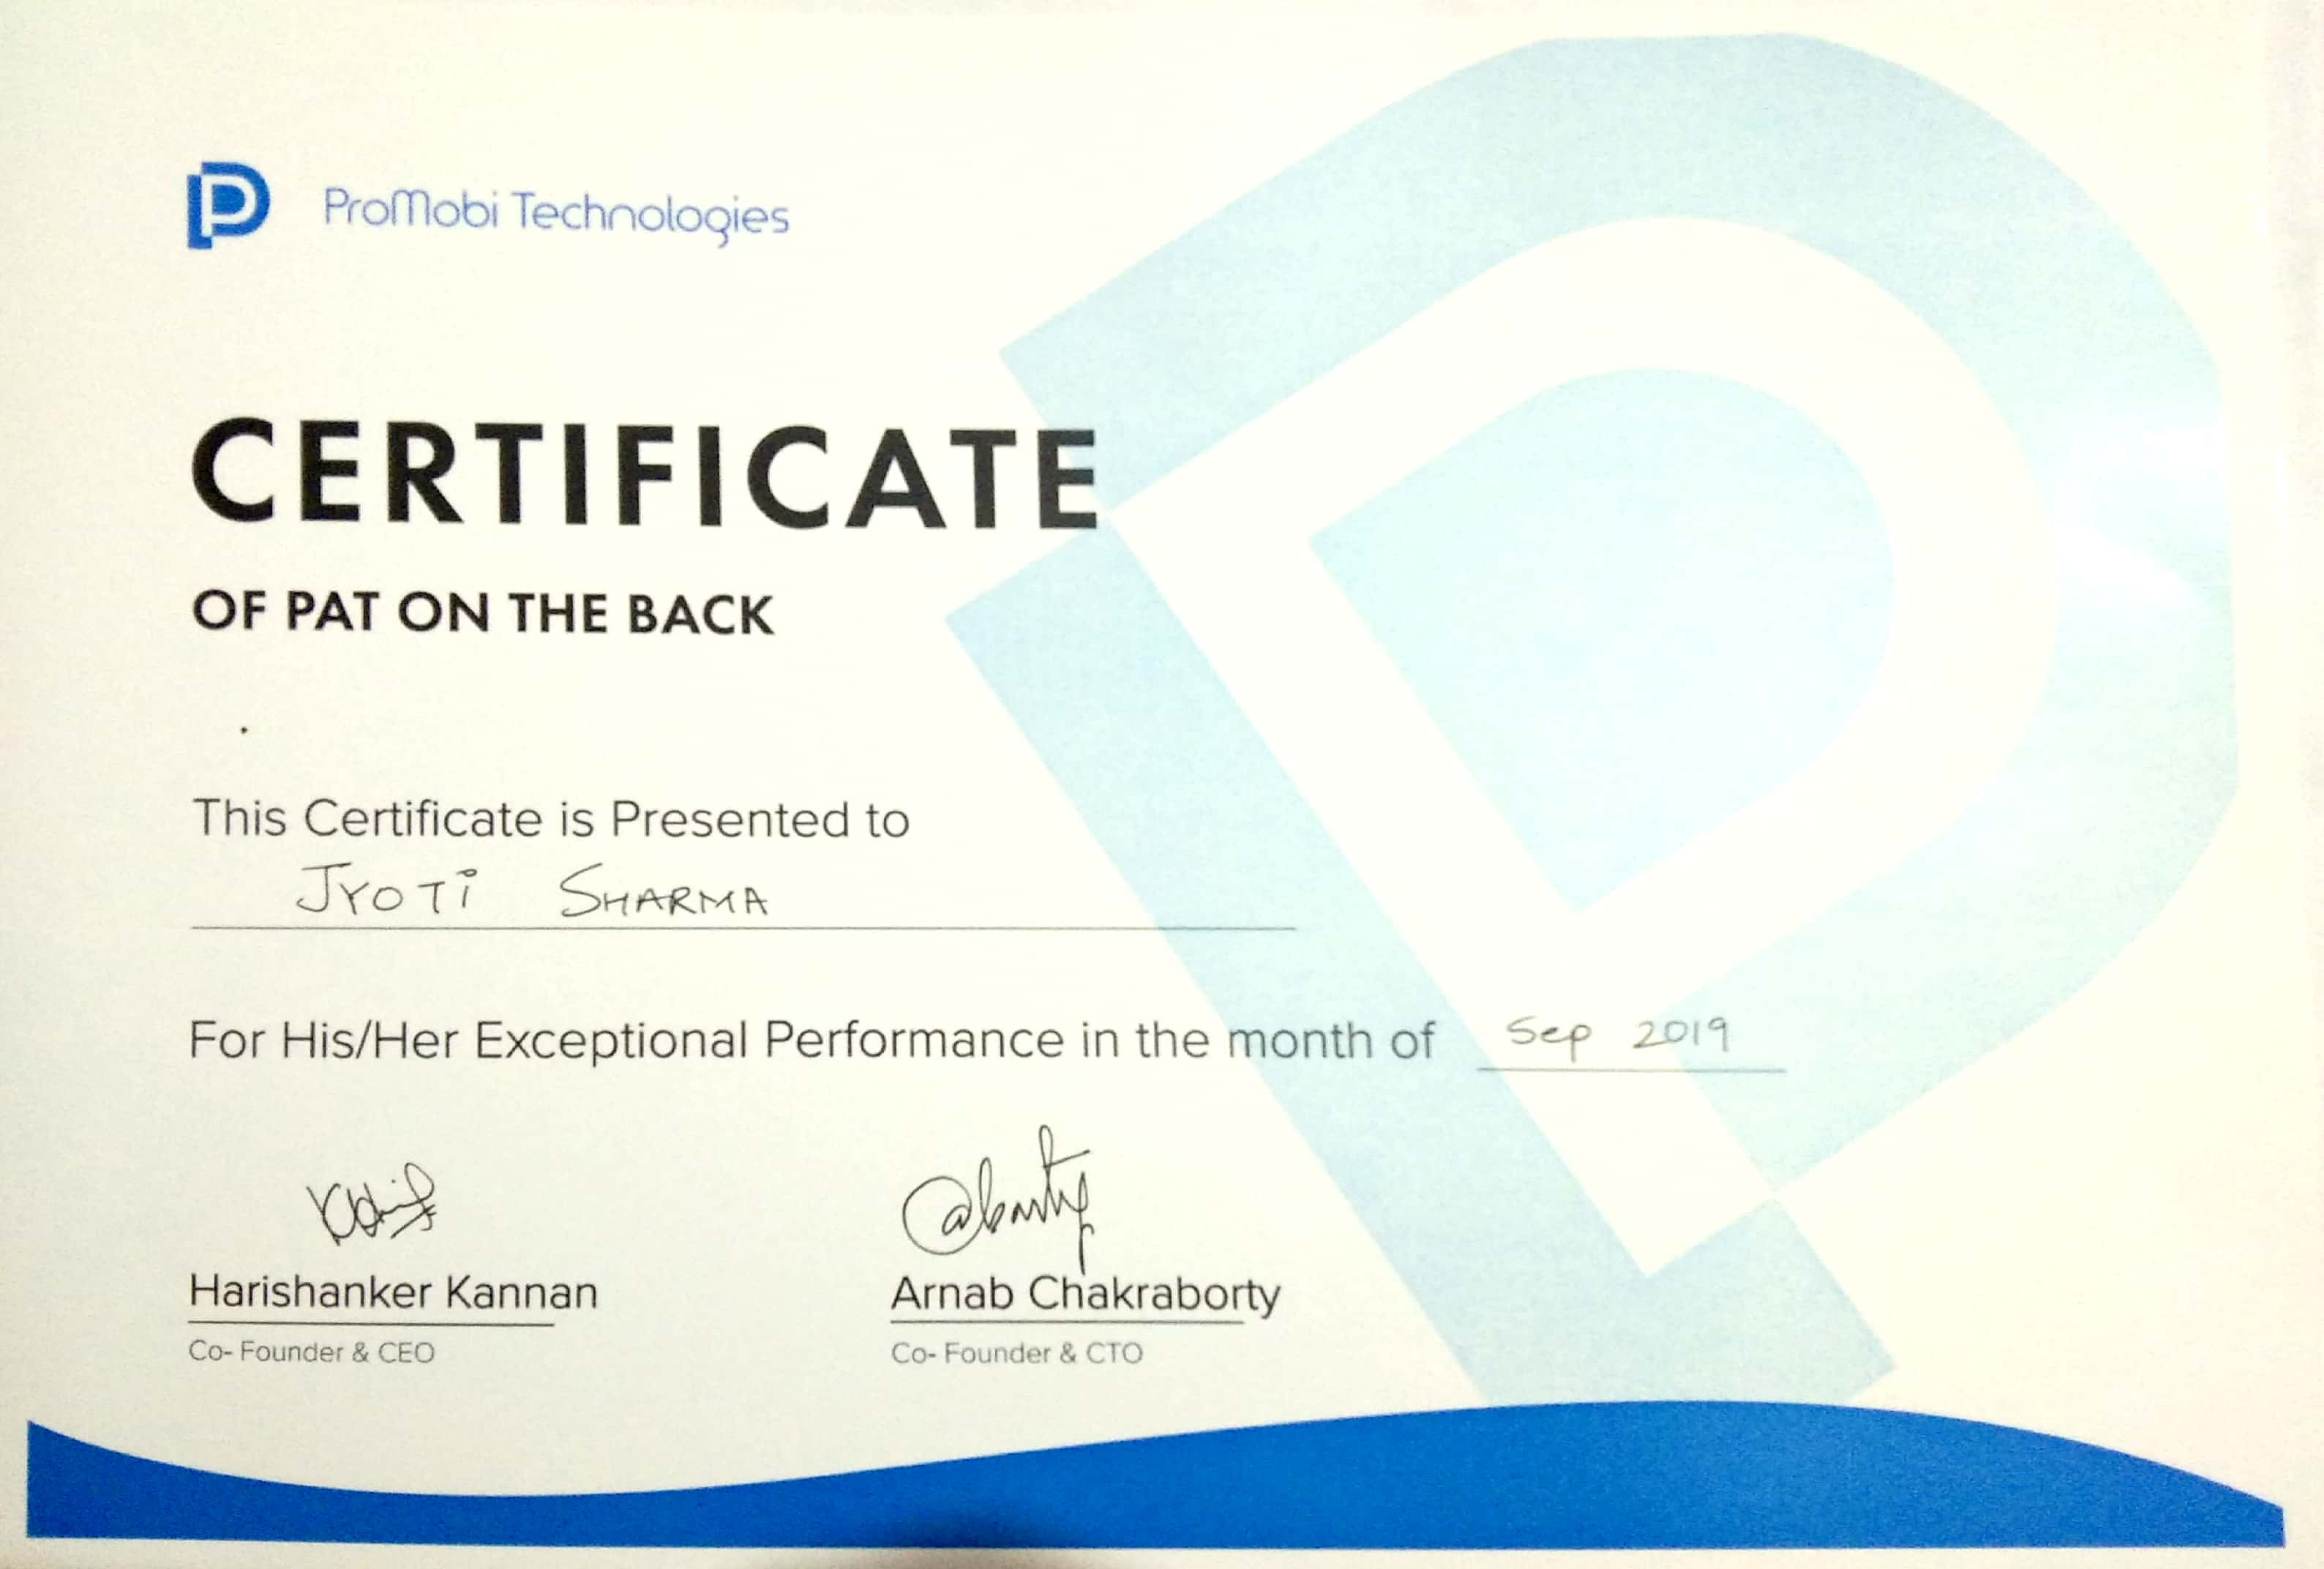 ProMobi Technologies
CERTIFICATE
OF PAT ON THE BACK
This Certificate is Presented to
JYOTi SHARMA
For His/Her Exceptional Performance in the month of Sep 2019
Harishanker Kannan
Co- Founder & CEO
Arnab Chakraborty
Co- Founder & CTO